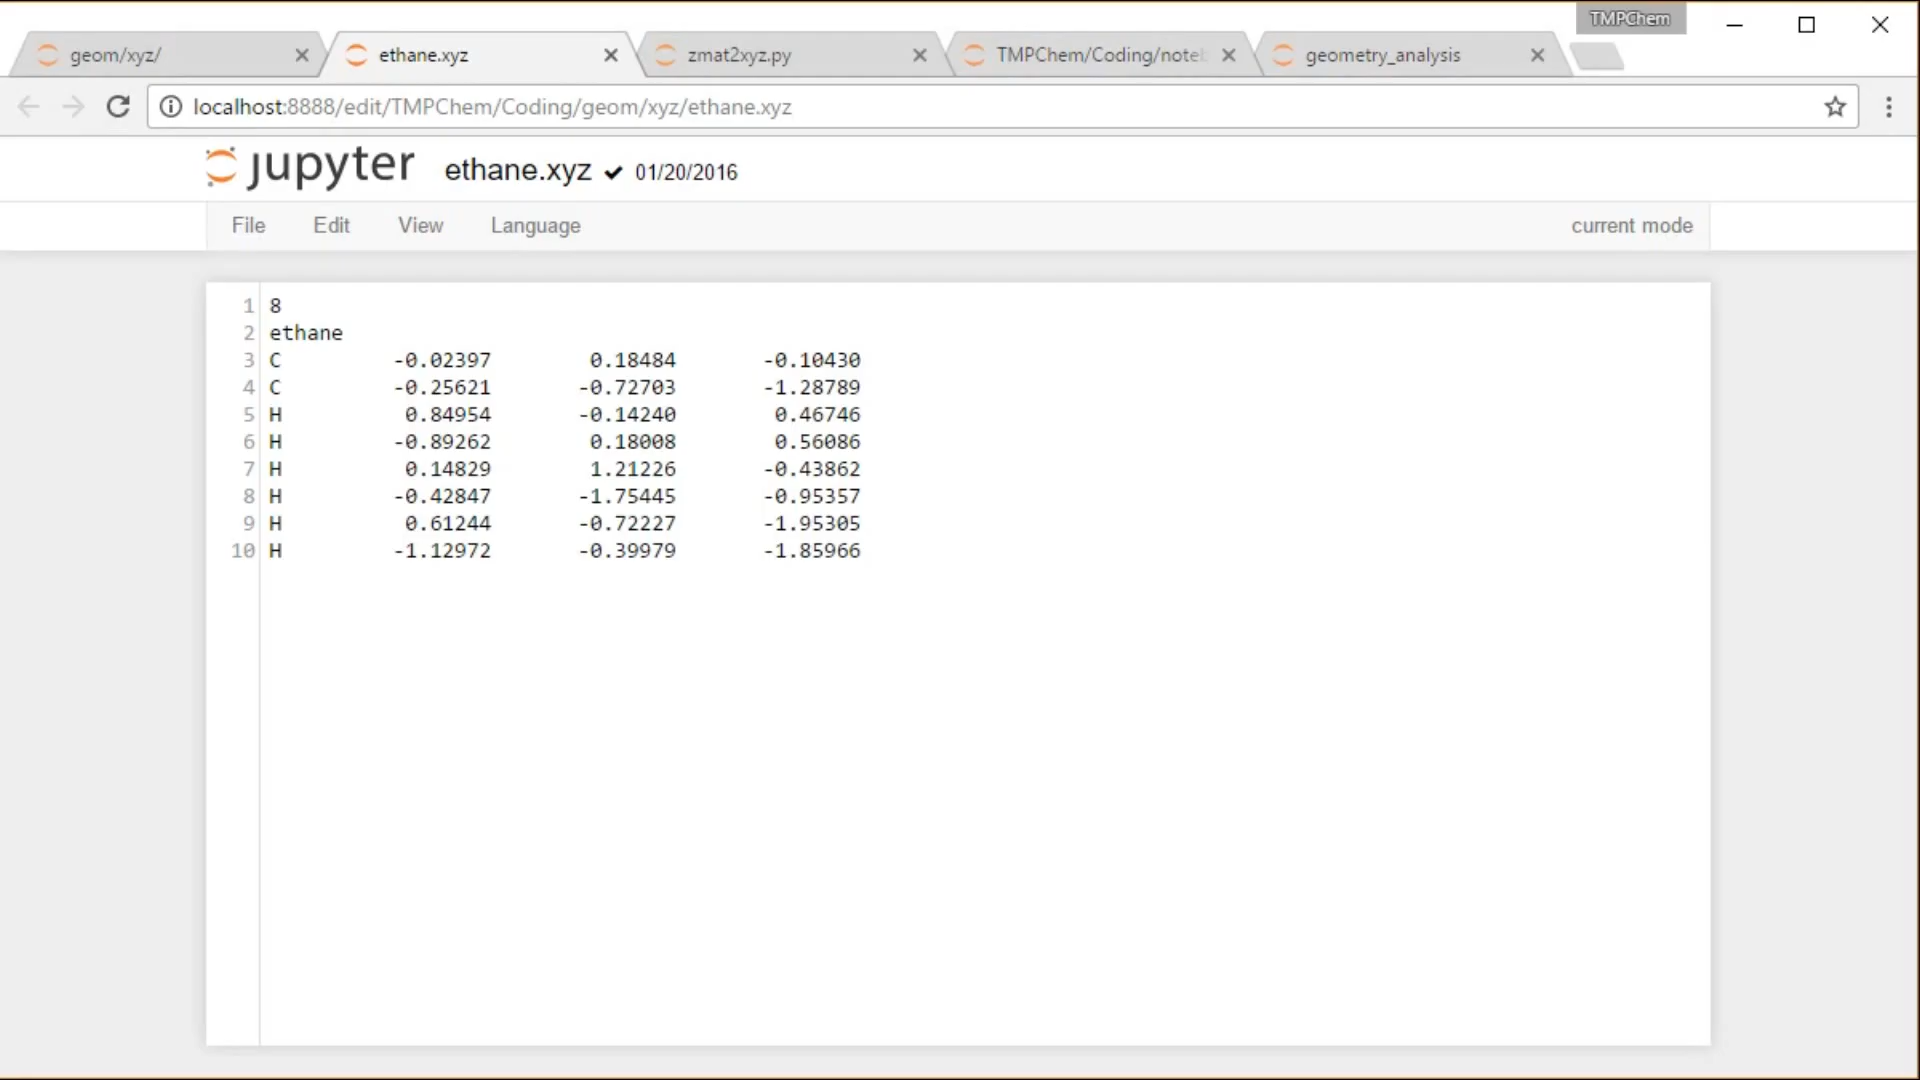 TMPChem
geom/xyz/ ethane.xyz zmat2xyz.py TMPChem/Coding/noteb geometry_analysis
localhost:8888/edit/TMPChem/Coding/geom/xyz/ethane.xyz
jupyter ethane.xyz 01/20/2016
File Edit View Language current mode
1 8
2 ethane
3 C -0.02397 0.18484 -0.10430
4 C -0.25621 -0.72703 -1.28789
5 H 0.84954 -0.14240 0.46746
6 H -0.89262 0.18008 0.56086
7 H 0.14829 1.21226 -0.43862
8 H -0.42847 -1.75445 -0.95357
9 H 0.61244 -0.72227 -1.95305
10 H -1.12972 -0.39979 -1.85966